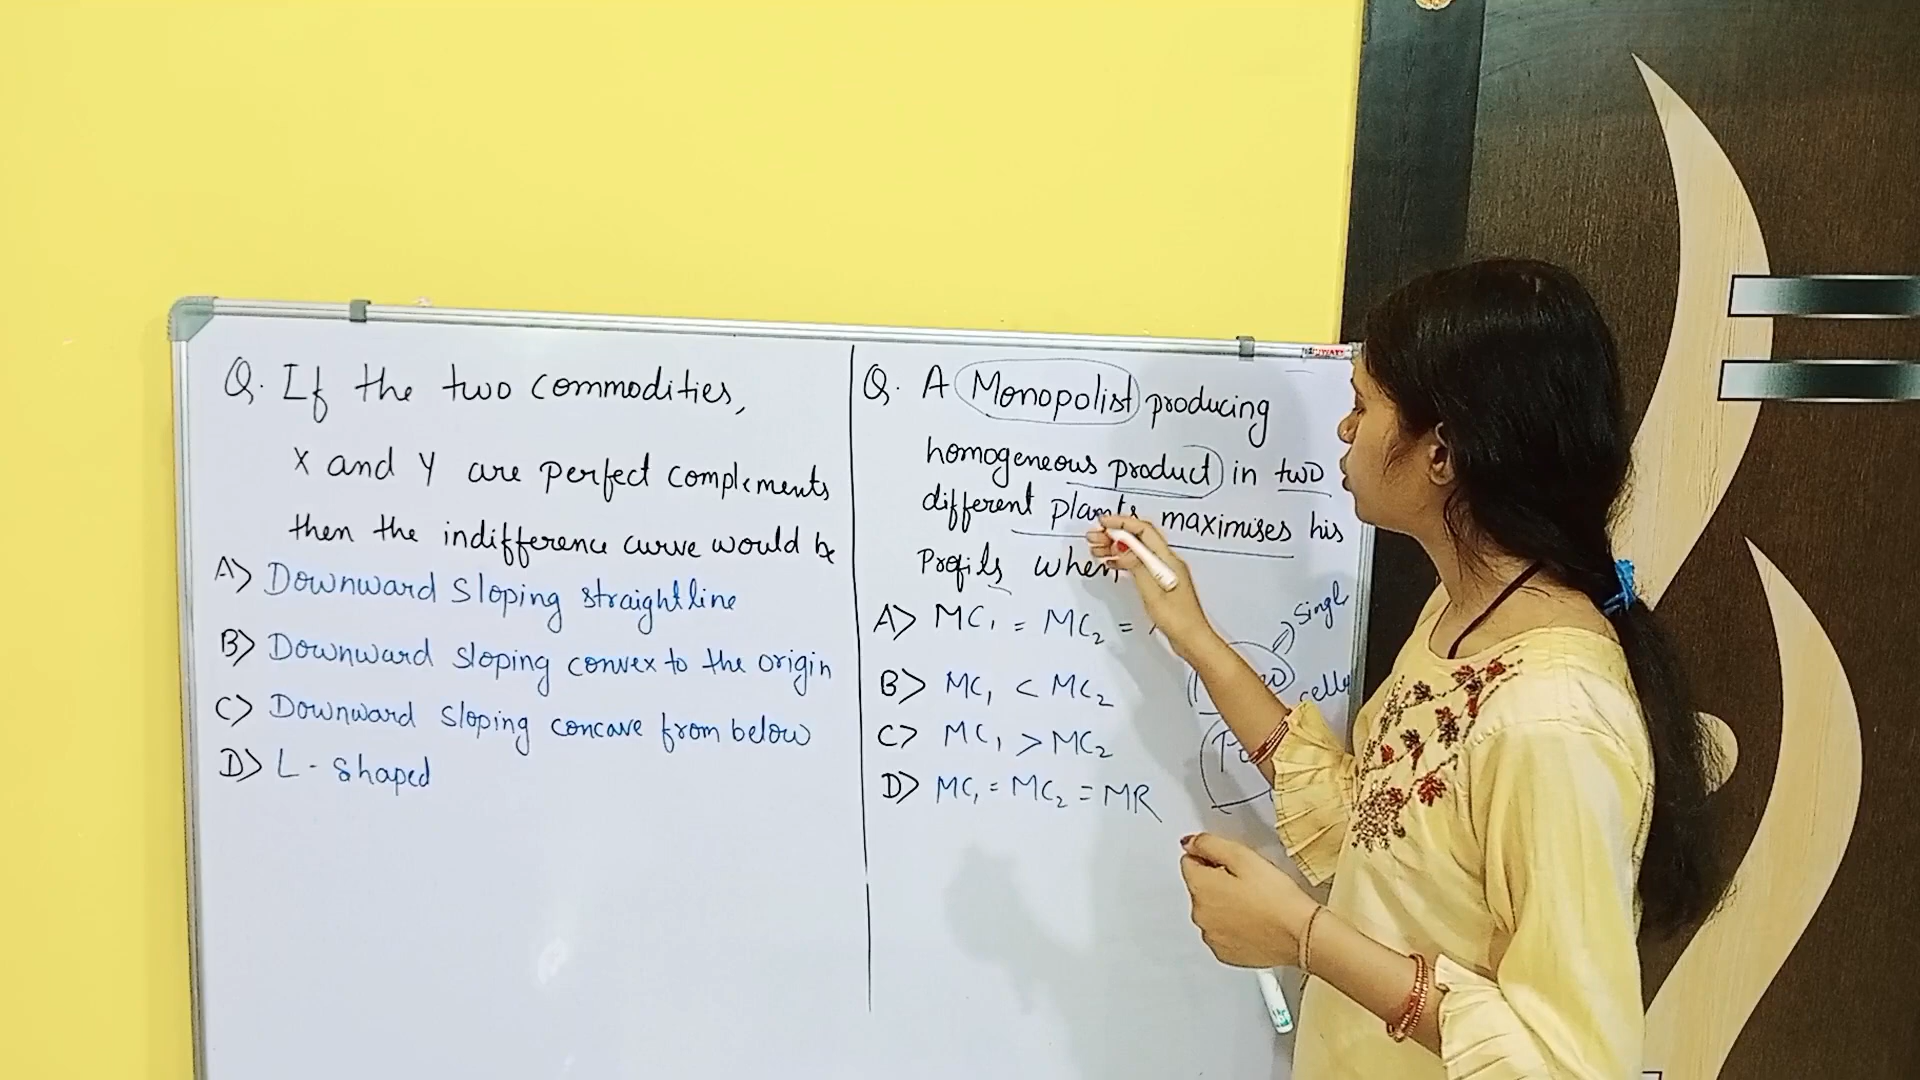 Q. If the two commodities,
X and Y are perfect complements
then the indifference curve would be
A) Downward Sloping straight line
B) Downward sloping convex to the origin
C) Downward sloping concave from below
D) L - shaped
Q. A Monopolist producing
homogeneous product in two
different plants maximises his
Profits when
A) MC₁ = MC₂ =
B) MC₁ < MC₂
C) MC₁ > MC₂
D) MC₁ = MC₂ = MR
Single